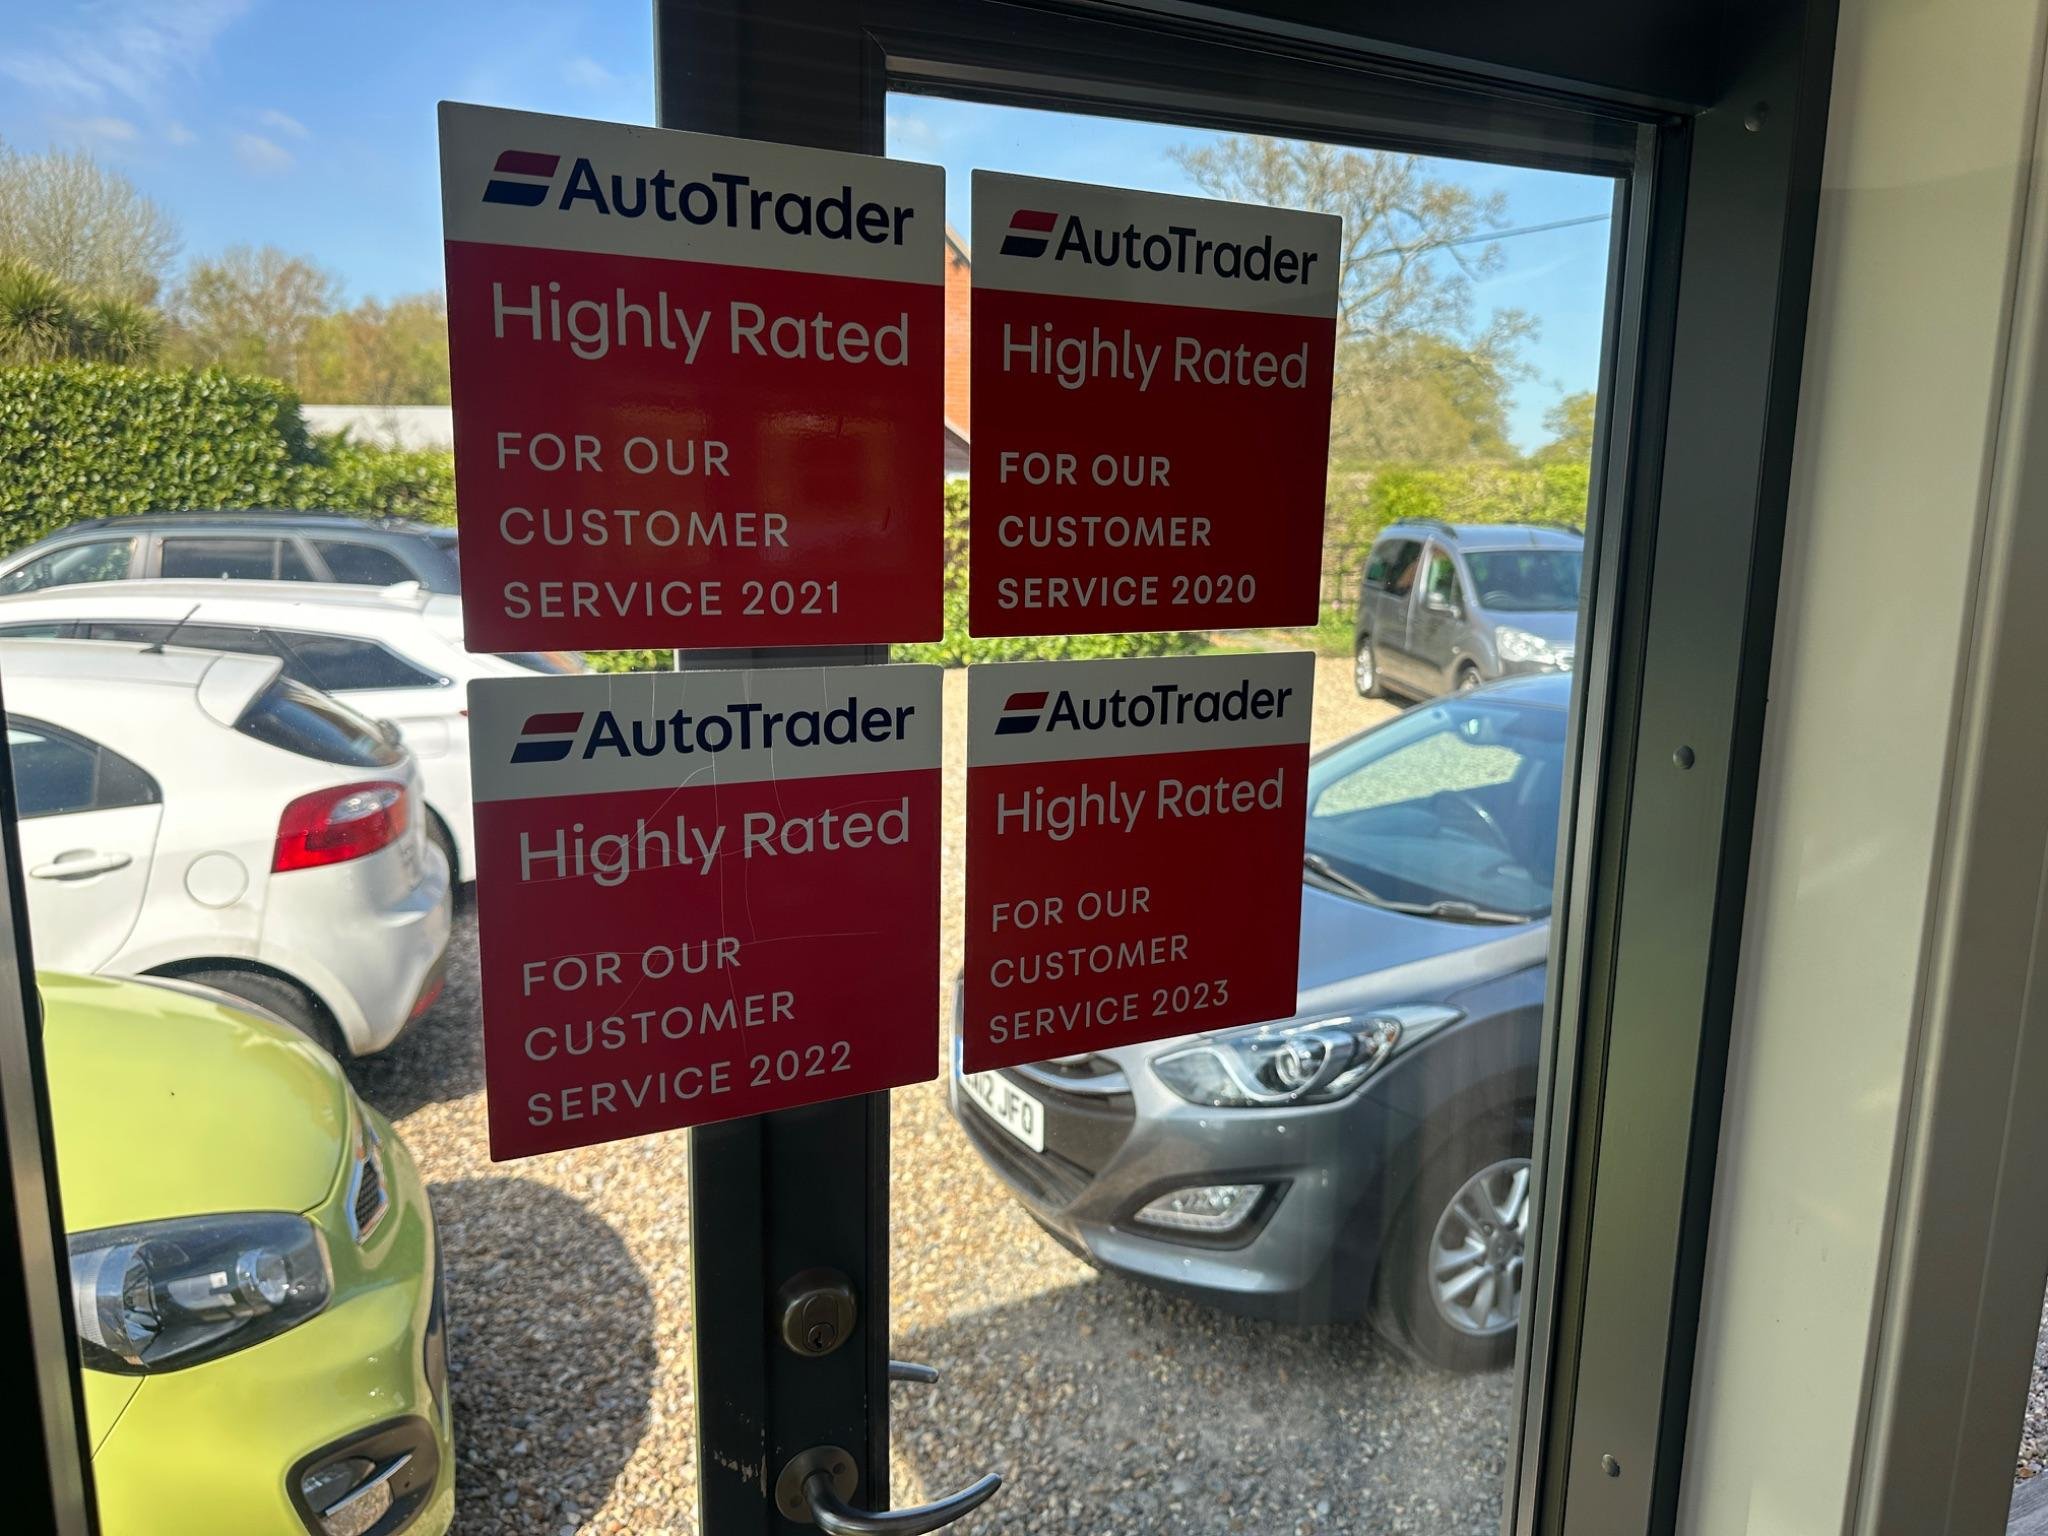 AutoTrader
Highly Rated
FOR OUR
CUSTOMER
SERVICE 2021
AutoTrader
Highly Rated
FOR OUR
CUSTOMER
SERVICE 2020
AutoTrader
Highly Rated
FOR OUR
CUSTOMER
SERVICE 2022
AutoTrader
Highly Rated
FOR OUR
CUSTOMER
SERVICE 2023
JFO